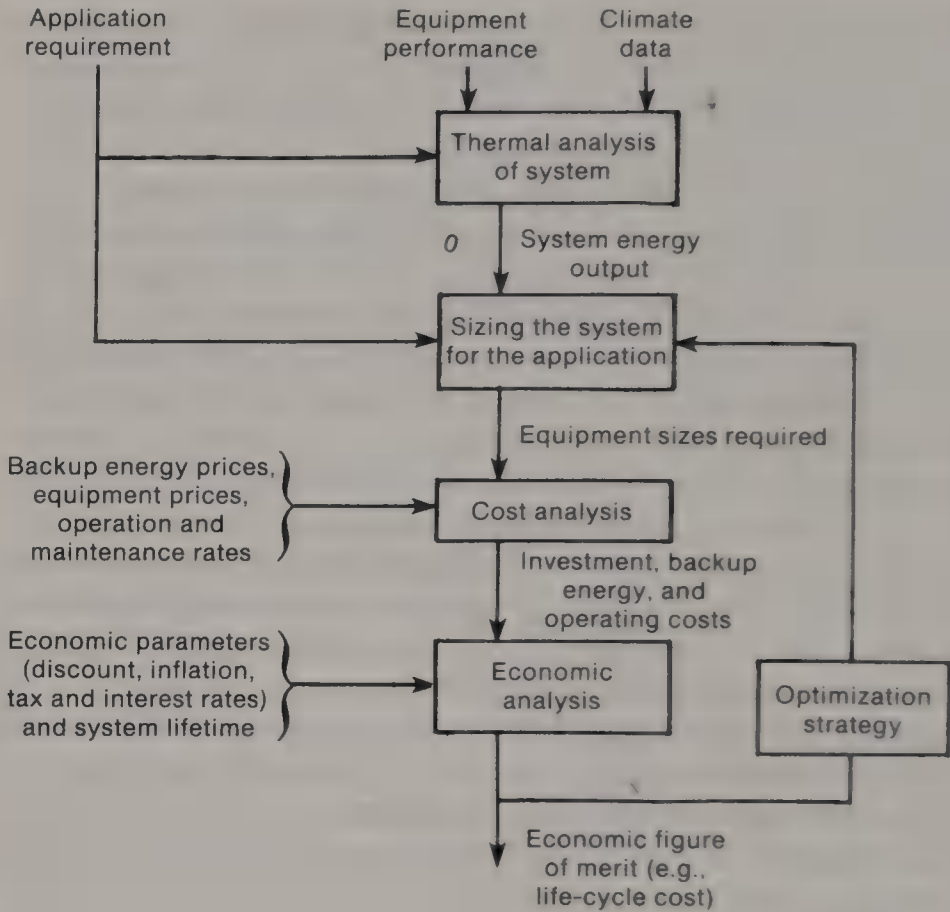 Application
requirement
Equipment
performance
Climate
data
Thermal analysis
of system
0
System energy
output
Sizing the system
for the application
Equipment sizes required
Backup energy prices,
equipment prices,
operation and
maintenance rates
Cost analysis
Investment, backup
energy, and
operating costs
Economic parameters
(discount, inflation,
tax and interest rates)
and system lifetime
Economic
analysis
Optimization
strategy
Economic figure
of merit (e.g.,
life-cycle cost)